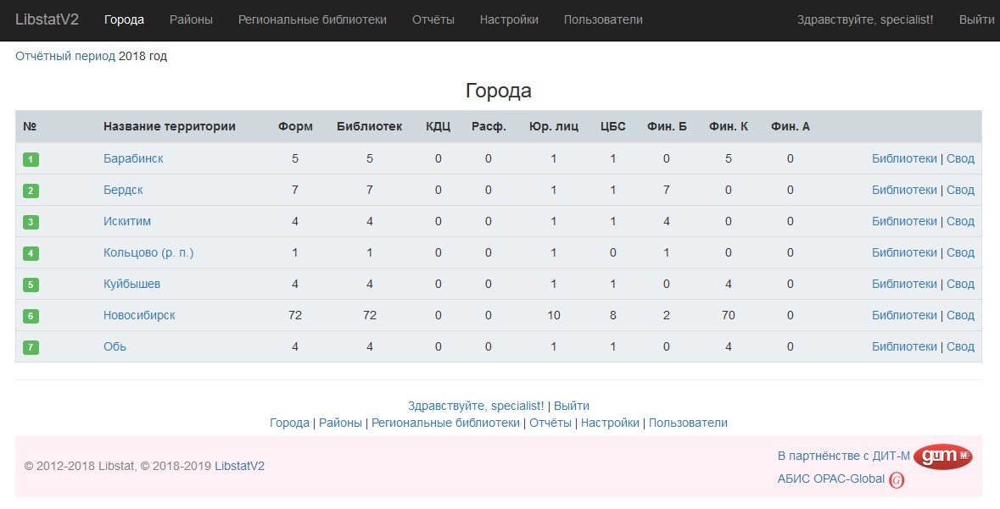 LibstatV2 Города Районы Региональные библиотеки Отчёты Настройки Пользователи Здравствуйте, specialist! Выйти
Отчётный период 2018 год
Города
№ Название территории Форм Библиотек КДЦ Расф. Юр. лиц ЦБС Фин. Б Фин. К Фин. А
1 Барабинск 5 5 0 0 1 1 0 5 0 Библиотеки | Свод
2 Бердск 7 7 0 0 1 1 7 0 0 Библиотеки | Свод
3 Искитим 4 4 0 0 1 1 4 0 0 Библиотеки | Свод
4 Кольцово (р. п.) 1 1 0 0 1 0 1 0 0 Библиотеки | Свод
5 Куйбышев 4 4 0 0 1 1 0 4 0 Библиотеки | Свод
6 Новосибирск 72 72 0 0 10 8 2 70 0 Библиотеки | Свод
7 Обь 4 4 0 0 1 1 0 4 0 Библиотеки | Свод
Здравствуйте, specialist! | Выйти
Города | Районы | Региональные библиотеки | Отчёты | Настройки | Пользователи
© 2012-2018 Libstat, © 2018-2019 LibstatV2
В партнёнстве с ДИТ-М
АБИС OPAC-Global G